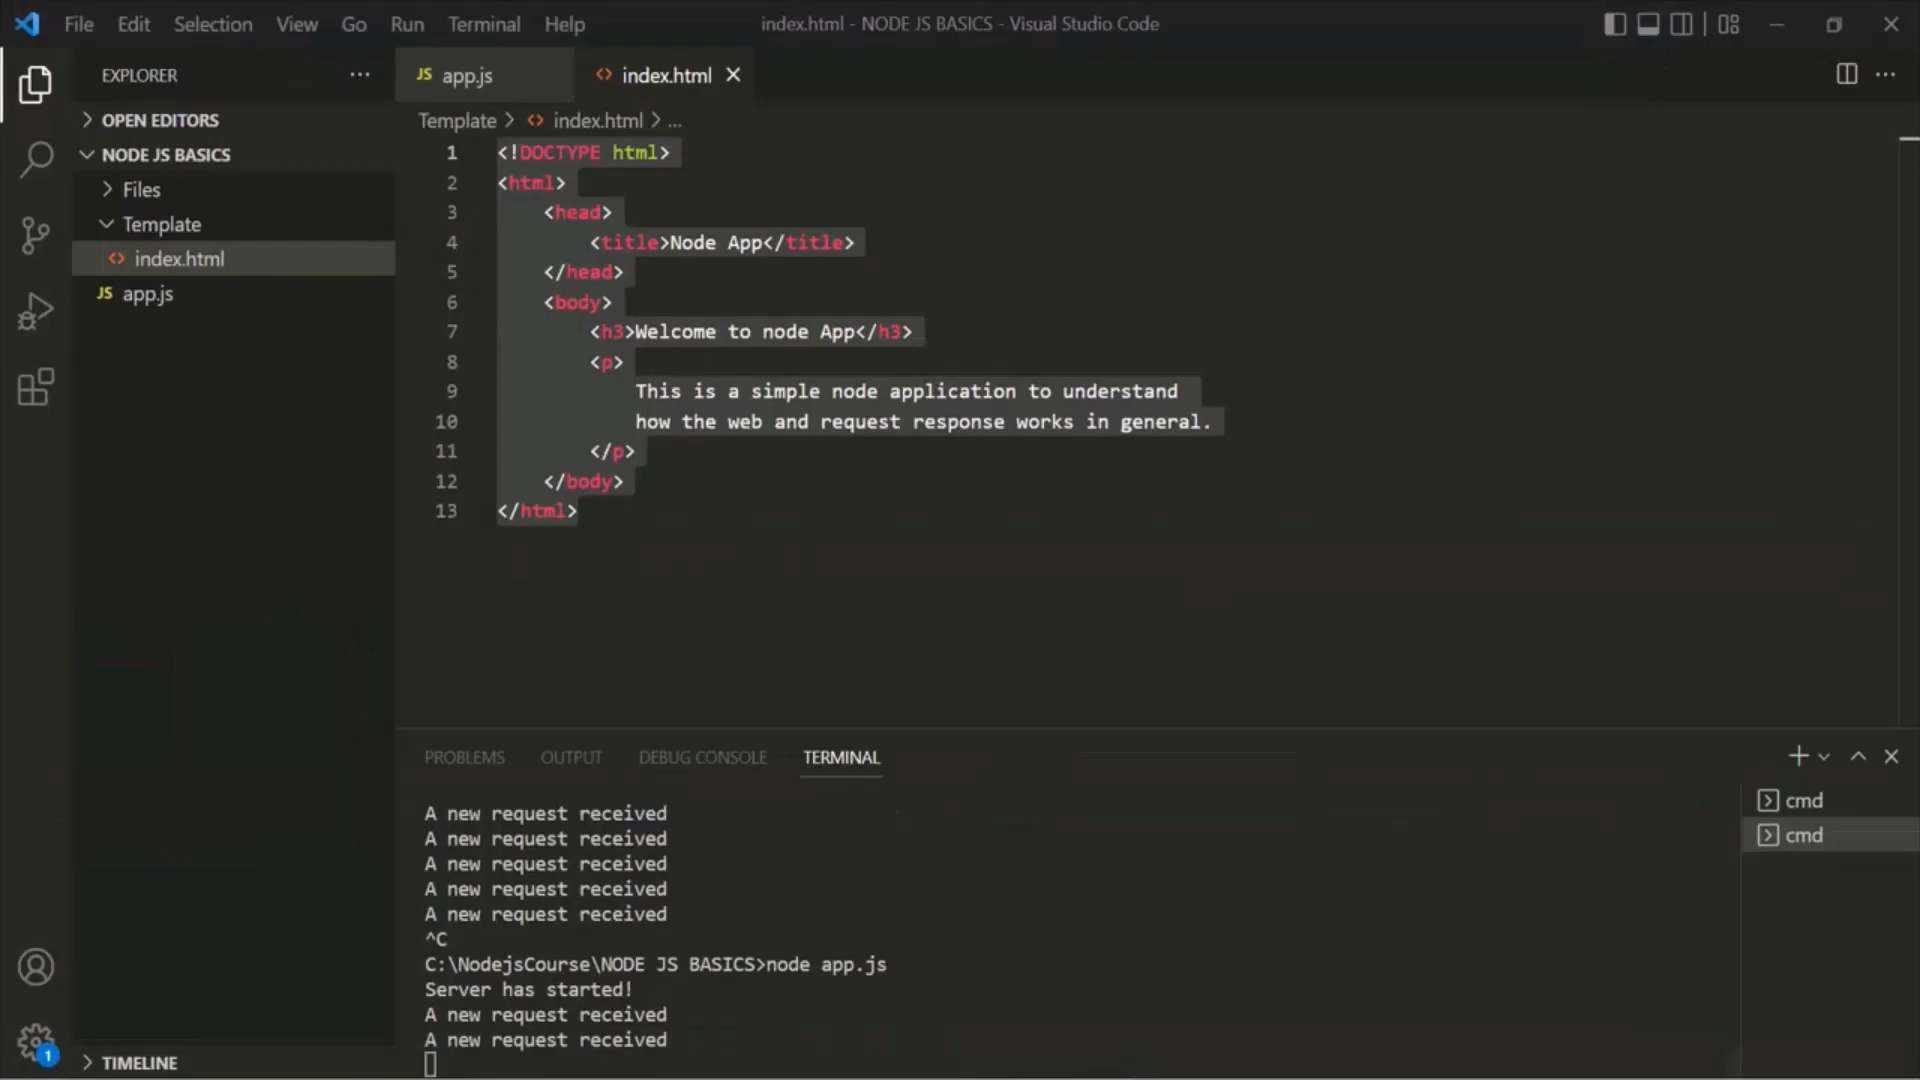 File Edit Selection View Go Run Terminal Help index.html - NODE JS BASICS - Visual Studio Code
EXPLORER
OPEN EDITORS
NODE JS BASICS
Files
Template
index.html
JS app.js
TIMELINE
1
JS app.js <> index.html
Template > <> index.html > ...
1 <!DOCTYPE html>
2 <html>
3 <head>
4 <title>Node App</title>
5 </head>
6 <body>
7 <h3>Welcome to node App</h3>
8 <p>
9 This is a simple node application to understand
10 how the web and request response works in general.
11 </p>
12 </body>
13 </html>
PROBLEMS OUTPUT DEBUG CONSOLE TERMINAL
A new request received
A new request received
A new request received
A new request received
A new request received
^C
C:\NodejsCourse\NODE JS BASICS>node app.js
Server has started!
A new request received
A new request received
cmd
cmd